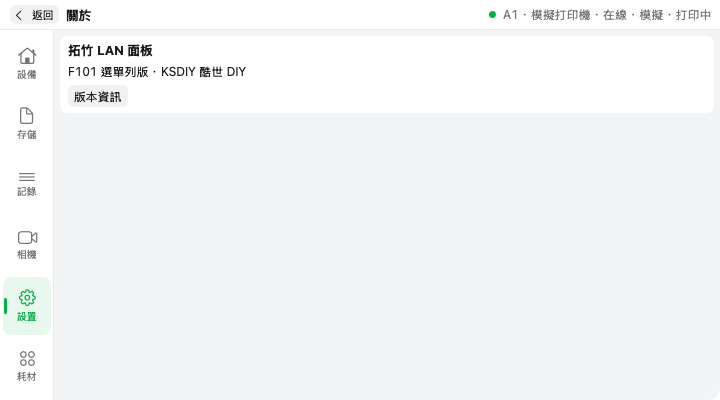 返回 關於 A1 · 模擬打印機 · 在線 · 模擬 · 打印中
設備
存儲
記錄
相機
設置
耗材
拓竹 LAN 面板
F101 選單列版 · KSDIY 酷世 DIY
版本資訊